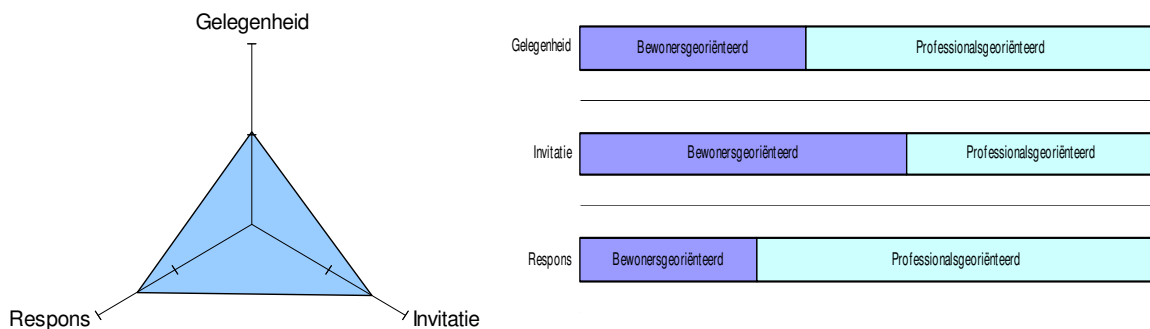 Gelegenheid
Respons
Invitatie
Gelegenheid Bewonersgeoriënteerd Professionalsgeoriënteerd
Invitatie Bewonersgeoriënteerd Professionalsgeoriënteerd
Respons Bewonersgeoriënteerd Professionalsgeoriënteerd